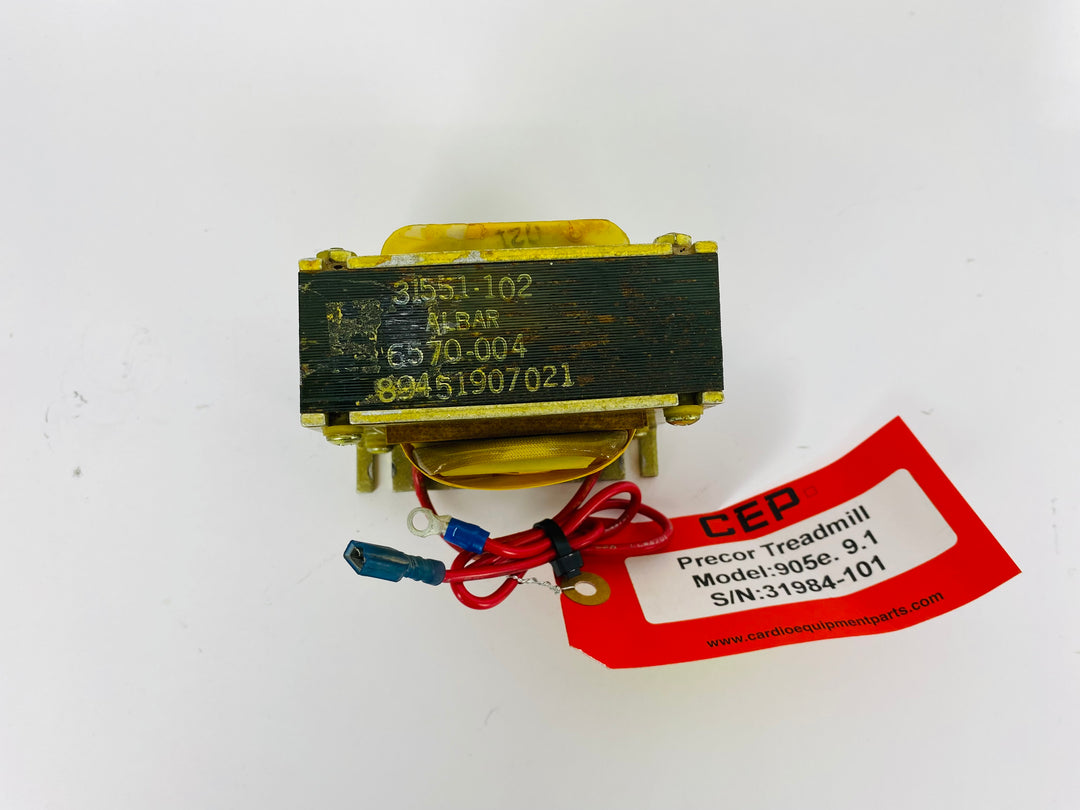 31551-102
ALBAR
6570-004
89451907021
CEP
Precor Treadmill
Model:905e. 9.1
S/N:31984-101
www.cardioequipmentparts.com